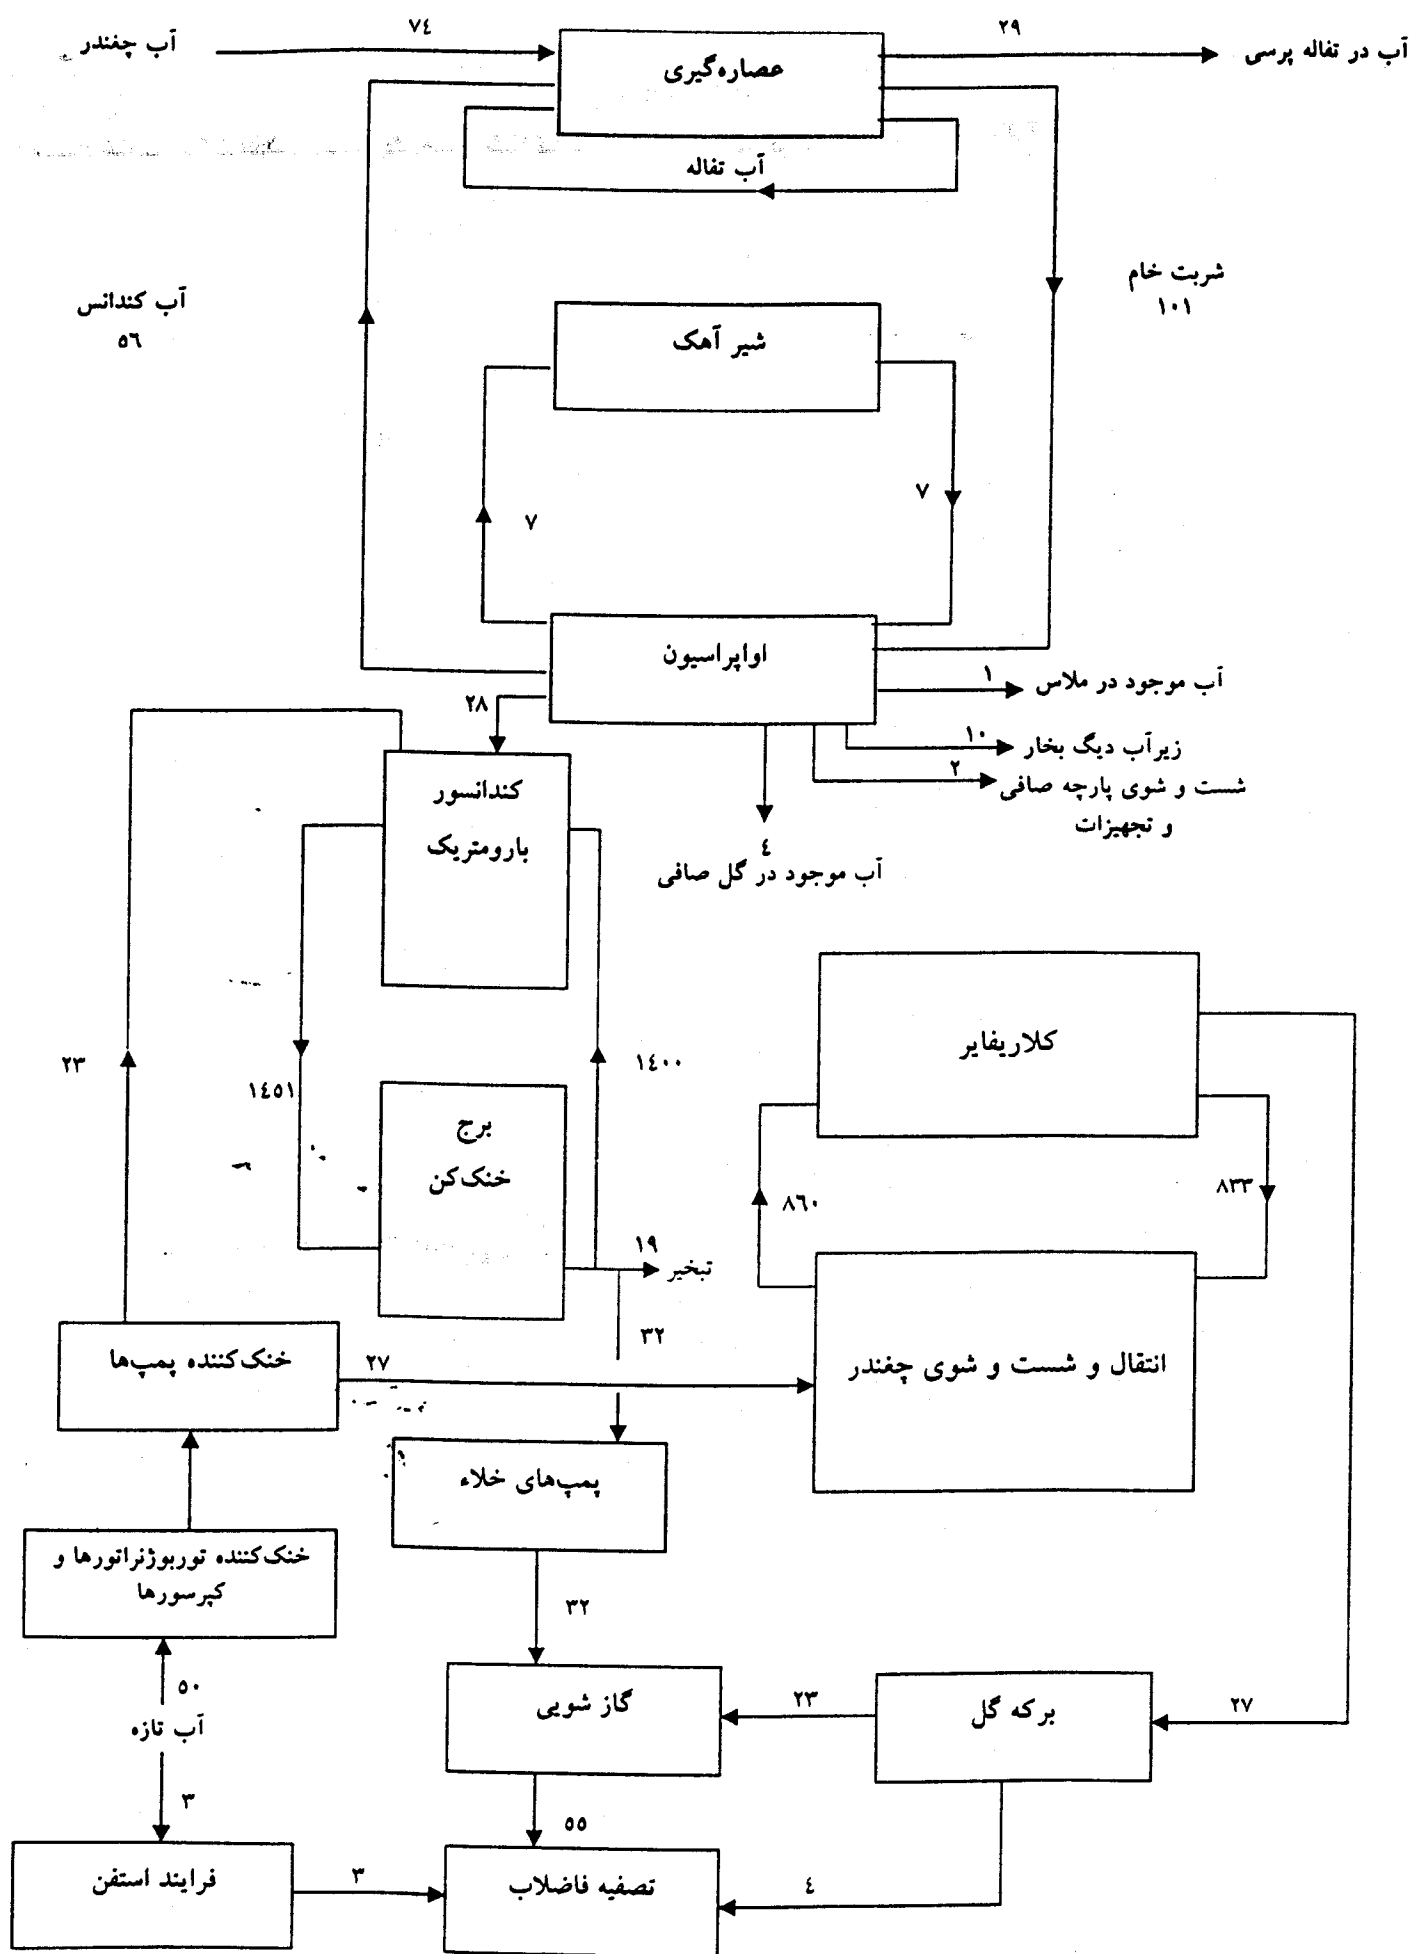 آب چغندر
۷٤
عصاره‌گیری
۲۹
آب در تفاله پرسی
آب تفاله
شربت خام
۱۰۱
آب کندانس
۵٦
شیر آهک
۷
۷
اواپراسیون
۱
آب موجود در ملاس
۱۰
زیرآب دیگ بخار
۲
شست و شوی پارچه صافی
و تجهیزات
٤
آب موجود در گل صافی
۲۸
کندانسور
بارومتریک
۲۳
۱٤۵۱
۱٤۰۰
برج
خنک‌کن
۱۹
تبخیر
۳۲
کلاریفایر
۸٦۰
۸۳۳
انتقال و شست و شوی چغندر
خنک‌کننده پمپ‌ها
۲۷
پمپ‌های خلاء
خنک‌کننده توربوژنراتورها و
کپرسورها
۳۲
۵۰
آب تازه
۳
گاز شویی
۲۳
برکه گل
۲۷
۵۵
فرایند استفن
۳
تصفیه فاضلاب
٤